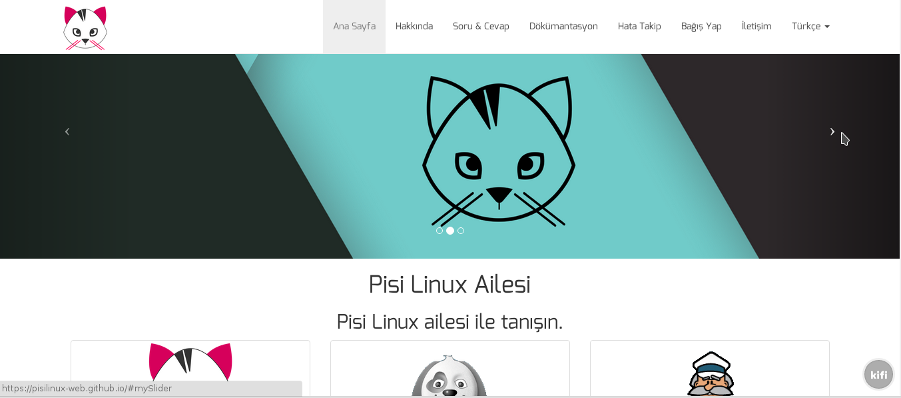 Ana Sayfa
Hakkında
Soru & Cevap
Dökümantasyon
Hata Takip
Bağış Yap
İletişim
Türkçe
Pisi Linux Ailesi
Pisi Linux ailesi ile tanışın.
https://pisilinux-web.github.io/#mySlider
kifi